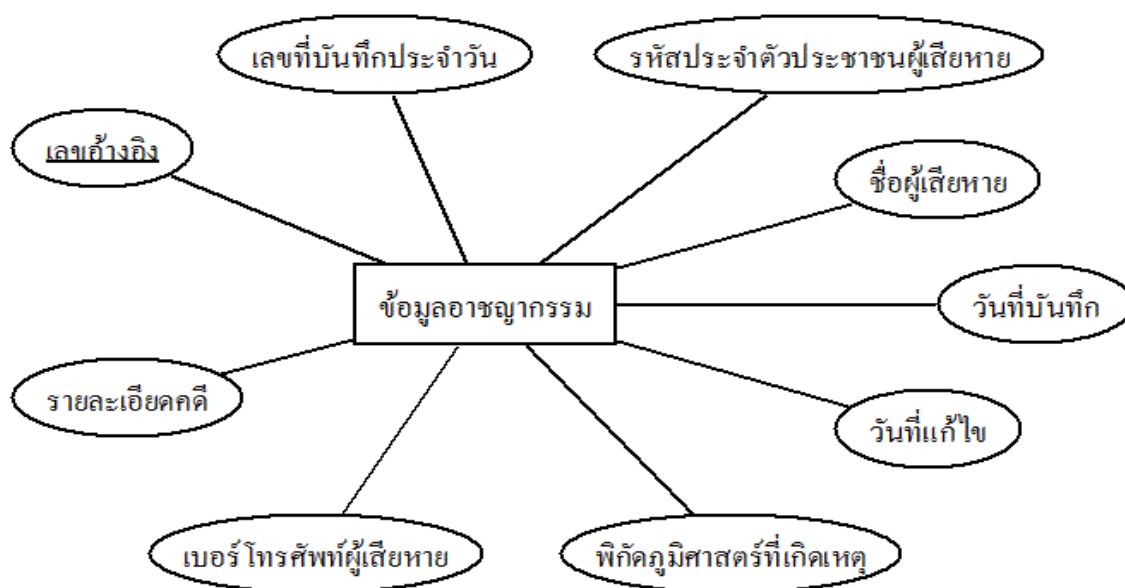 เลขที่บันทึกประจำวัน
รหัสประจำตัวประชาชนผู้เสียหาย
เลขอ้างอิง
ชื่อผู้เสียหาย
ข้อมูลอาชญากรรม
วันที่บันทึก
รายละเอียดคดี
วันที่แก้ไข
เบอร์โทรศัพท์ผู้เสียหาย
พิกัดภูมิศาสตร์ที่เกิดเหตุ